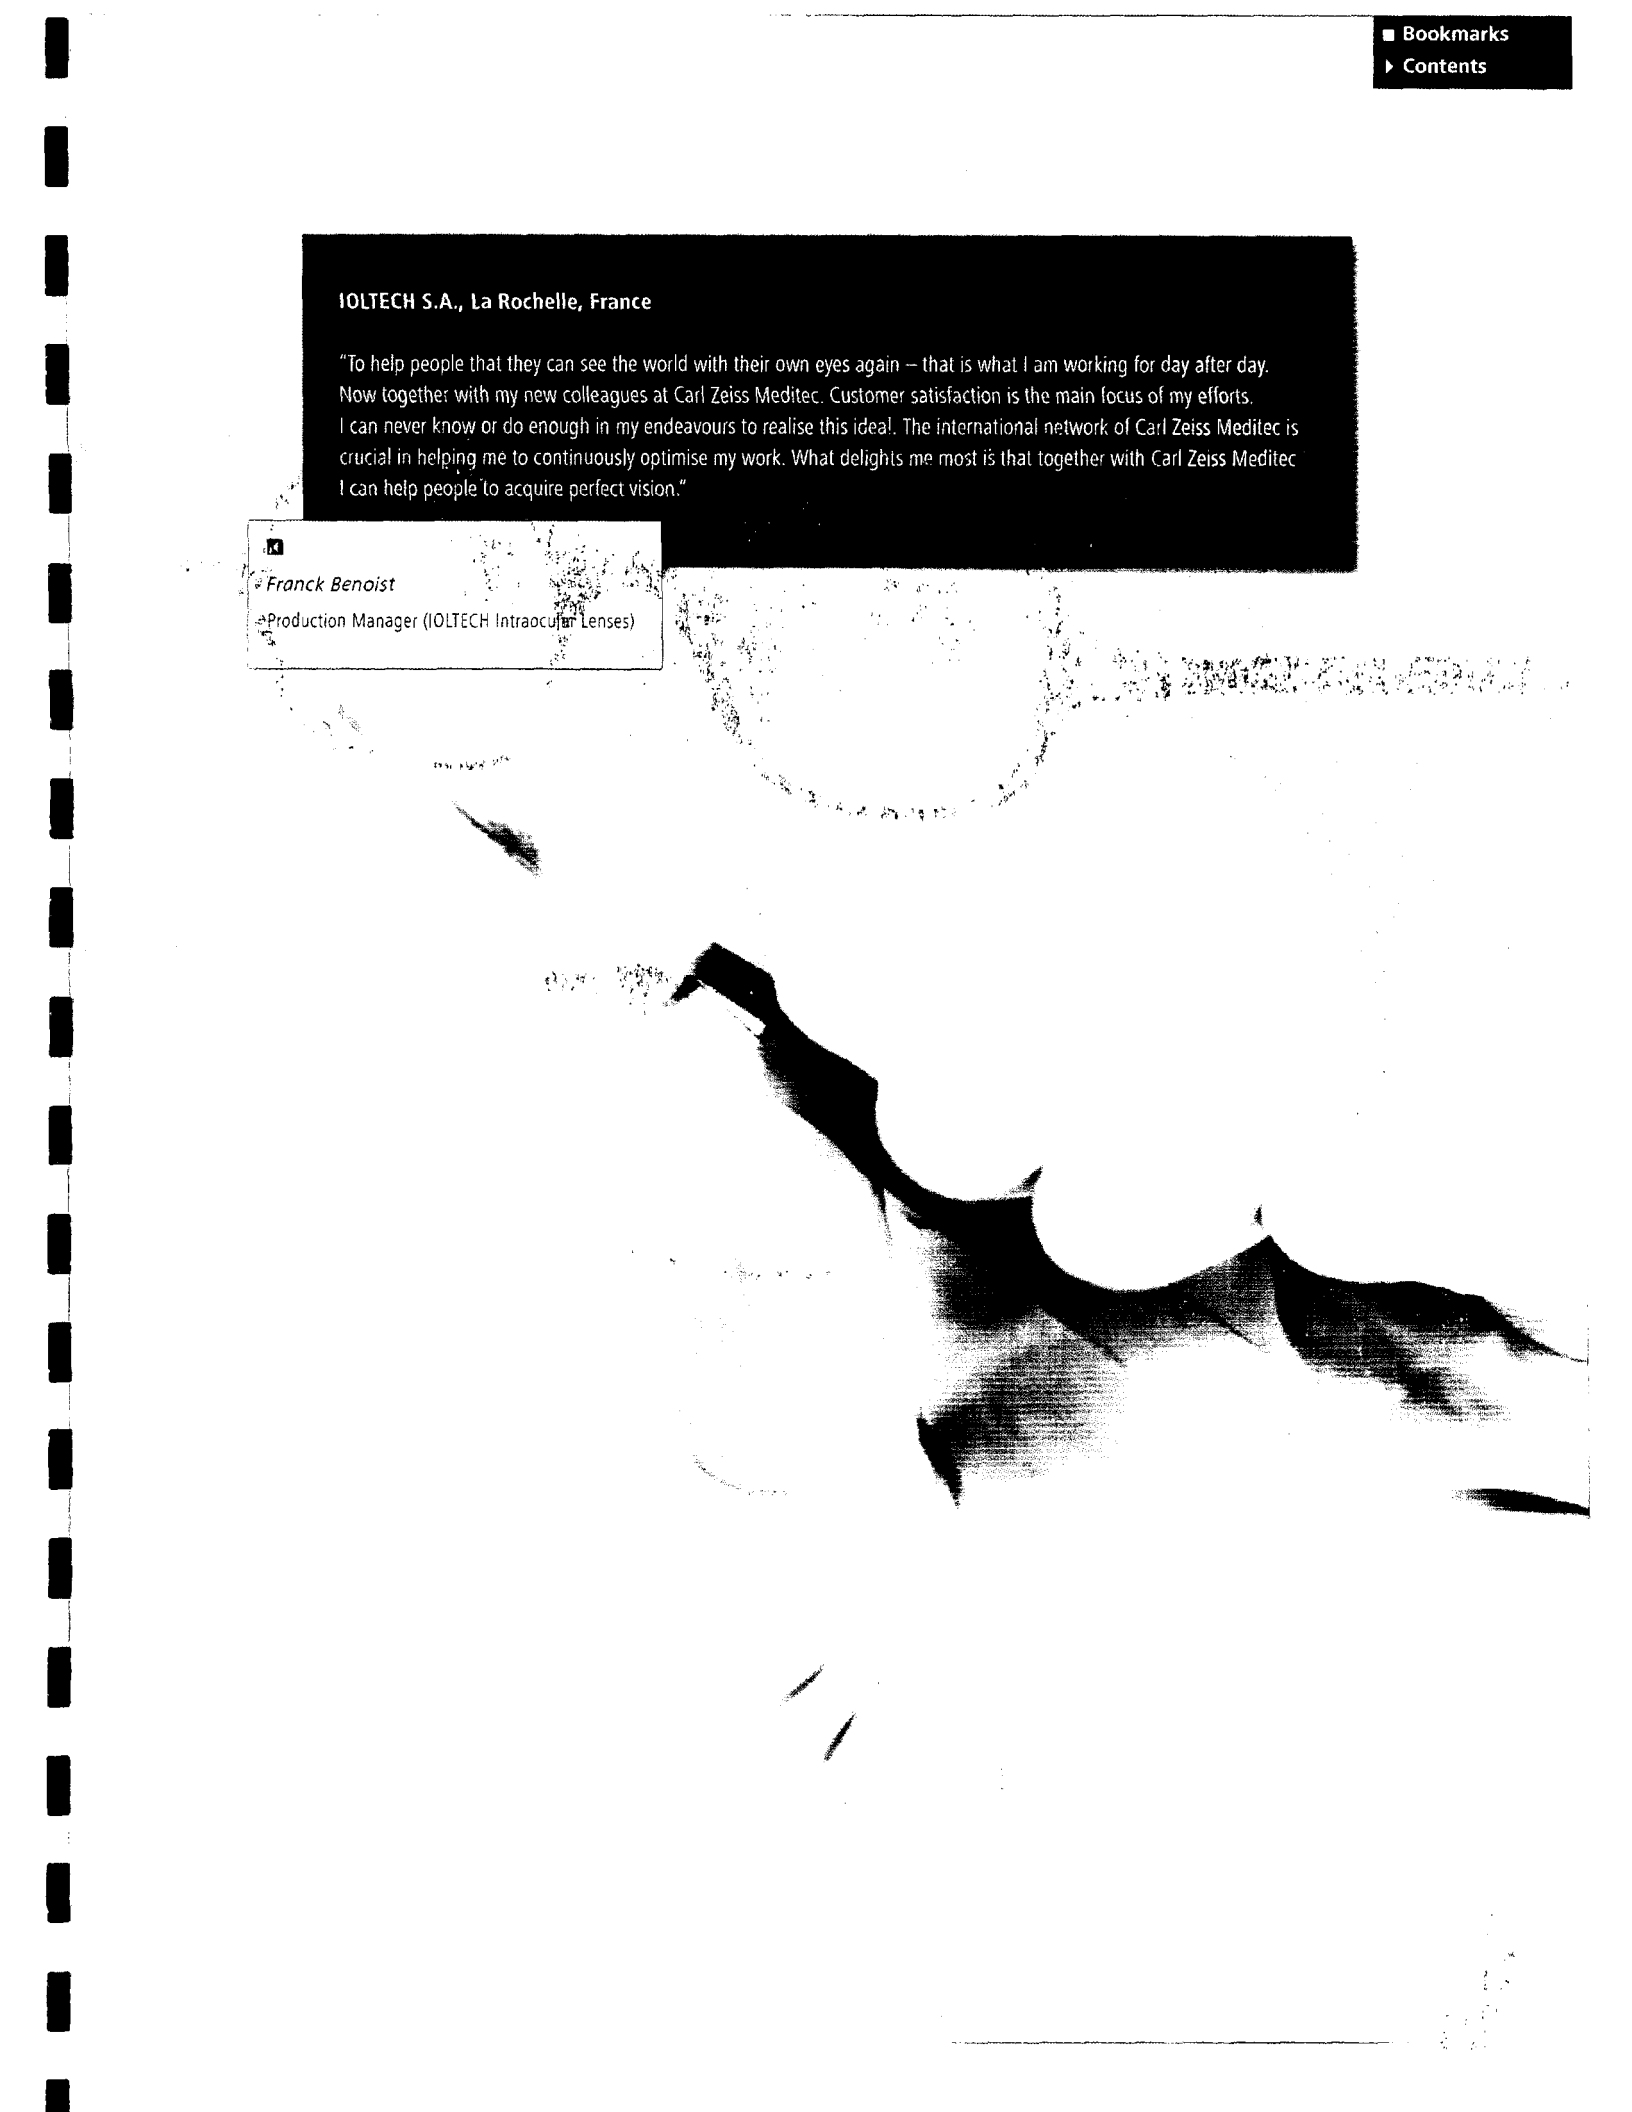 Bookmarks
Contents
IOLTECH S.A., La Rochelle, France
“To help people that they can see the world with their own eyes again – that is what I am working for day after day.
Now together with my new colleagues at Carl Zeiss Meditec. Customer satisfaction is the main focus of my efforts.
I can never know or do enough in my endeavours to realise this ideal. The international network of Carl Zeiss Meditec is
crucial in helping me to continuously optimise my work. What delights me most is that together with Carl Zeiss Meditec
I can help people to acquire perfect vision.”
Franck Benoist
Production Manager (IOLTECH Intraocular Lenses)